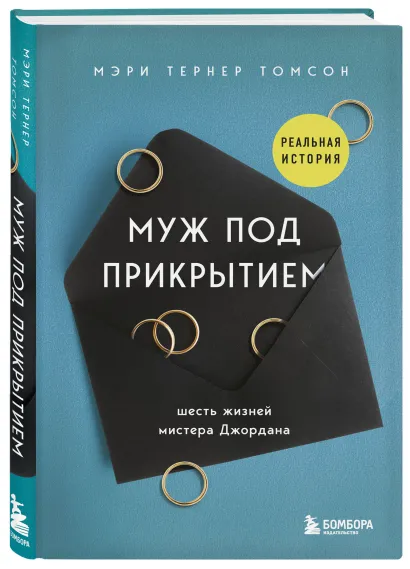 МЭРИ ТЕРНЕР ТОМСОН
РЕАЛЬНАЯ
ИСТОРИЯ
МУЖ ПОД
ПРИКРЫТИЕМ
шесть жизней
мистера Джордана
БОМБОРА
ИЗДАТЕЛЬСТВО
МЭРИ ТЕРНЕР
ТОМСОН
МУЖ ПОД ПРИКРЫТИЕМ
БОМБОРА